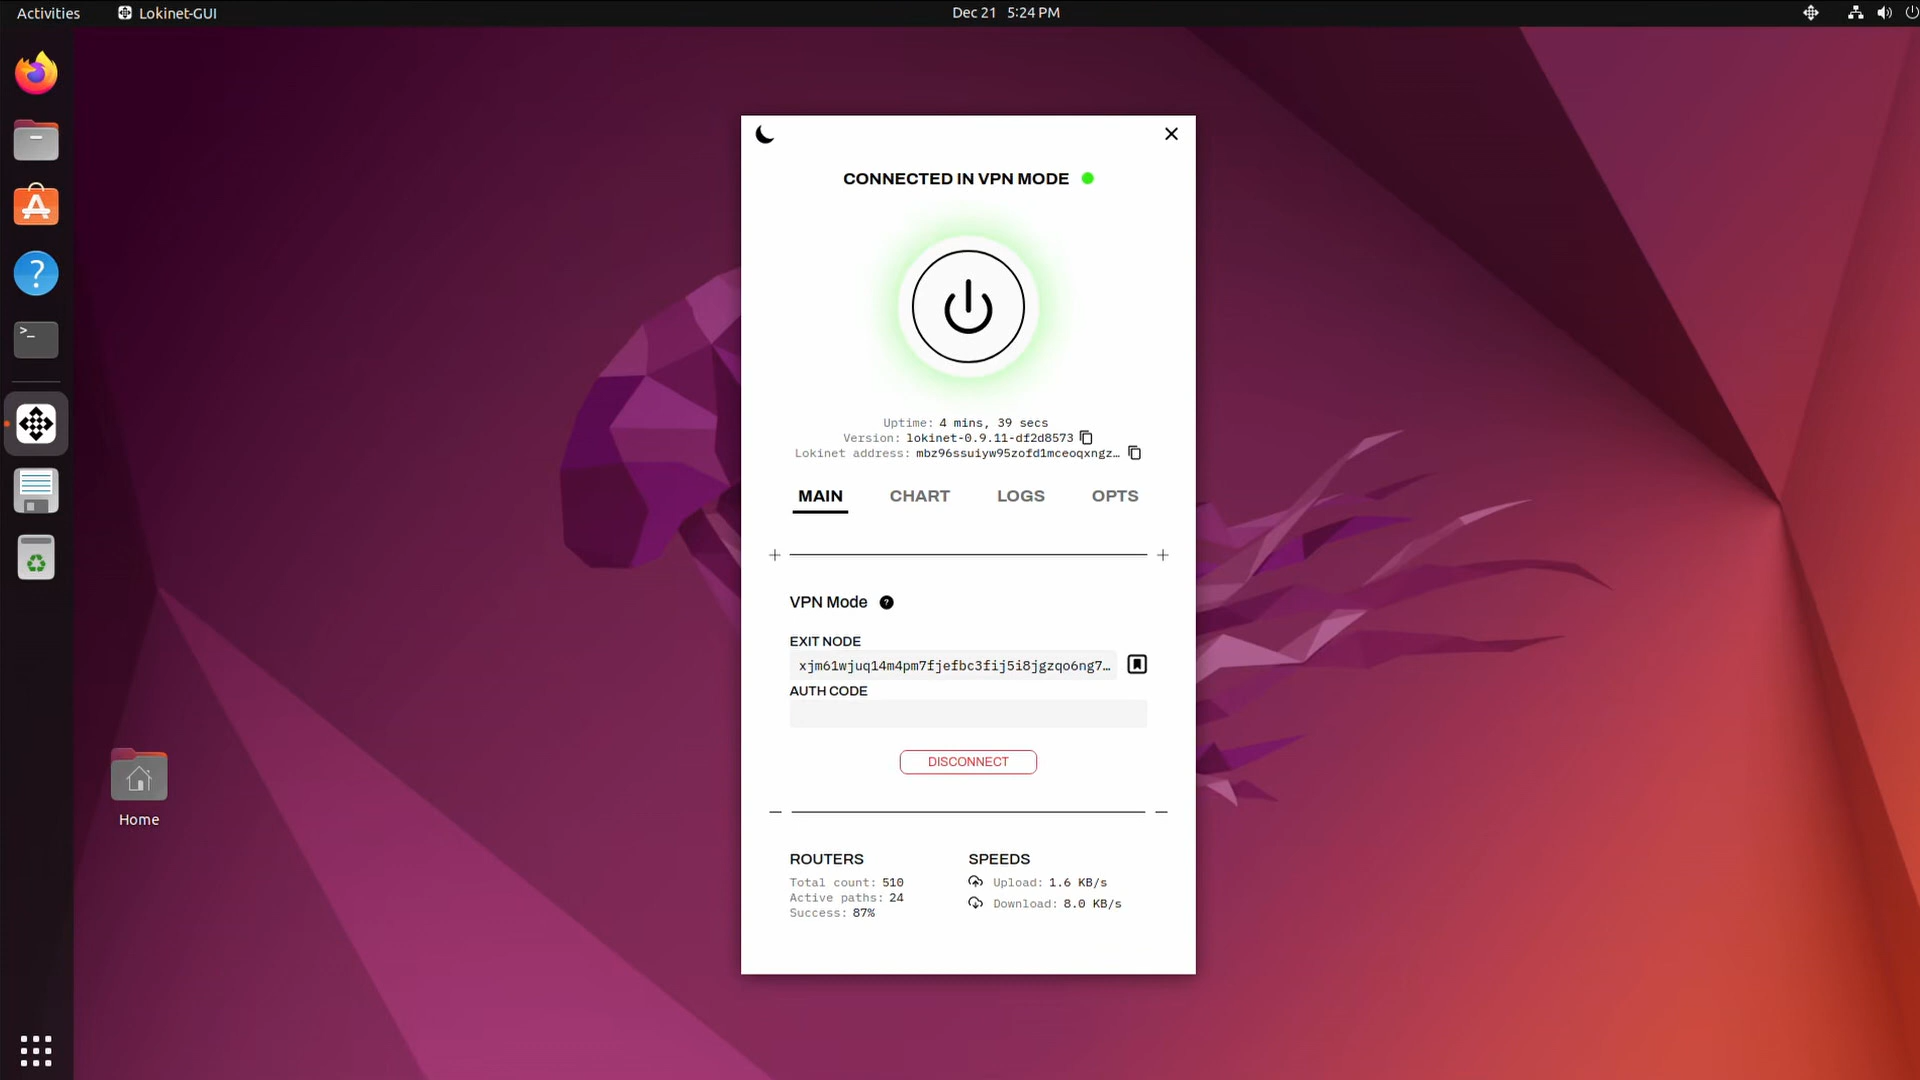 Activities Lokinet-GUI Dec 21 5:24 PM
CONNECTED IN VPN MODE
Uptime: 4 mins, 39 secs
Version: lokinet-0.9.11-df2d8573
Lokinet address: mbz96ssuiyw95zofd1mceoqxngz…
MAIN CHART LOGS OPTS
VPN Mode ?
EXIT NODE
xjm61wjuq14m4pm7fjefbc3fij5i8jgzqo6ng7…
AUTH CODE
DISCONNECT
Home
ROUTERS SPEEDS
Total count: 510 Upload: 1.6 KB/s
Active paths: 24 Download: 8.0 KB/s
Success: 87%